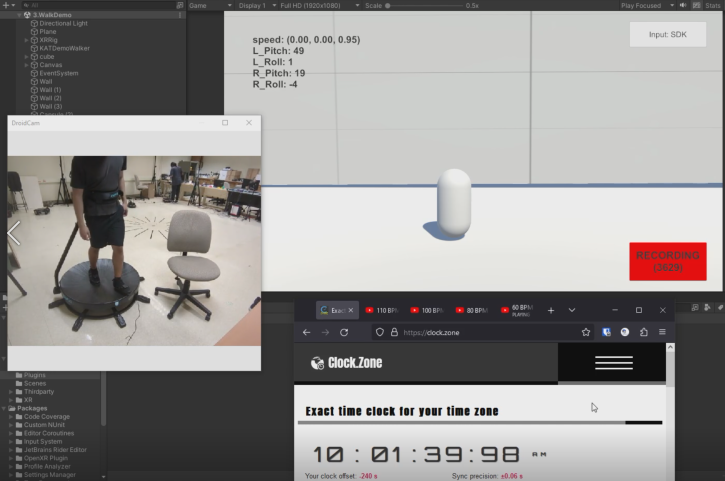 All
3.WalkDemo
Directional Light
Plane
XRRig
KATDemoWalker
cube
Canvas
EventSystem
Wall
Wall (1)
Wall (2)
Wall (3)
Game
Display 1
Full HD (1920x1080)
Scale
0.5x
Play Focused
Stats
speed: (0.00, 0.00, 0.95)
L_Pitch: 49
L_Roll: 1
R_Pitch: 19
R_Roll: -4
Input: SDK
RECORDING
(3629)
DroidCam
Plugins
Scenes
Thirdparty
XR
Packages
Code Coverage
Custom NUnit
Editor Coroutines
Input System
JetBrains Rider Editor
OpenXR Plugin
Profile Analyzer
Settings Manager
Exact
110 BPM
100 BPM
80 BPM
60 BPM
PLAYING
https://clock.zone
Clock.Zone
Exact time clock for your time zone
10:01:39:98 AM
Your clock offset: -240 s
Sync precision: ±0.06 s